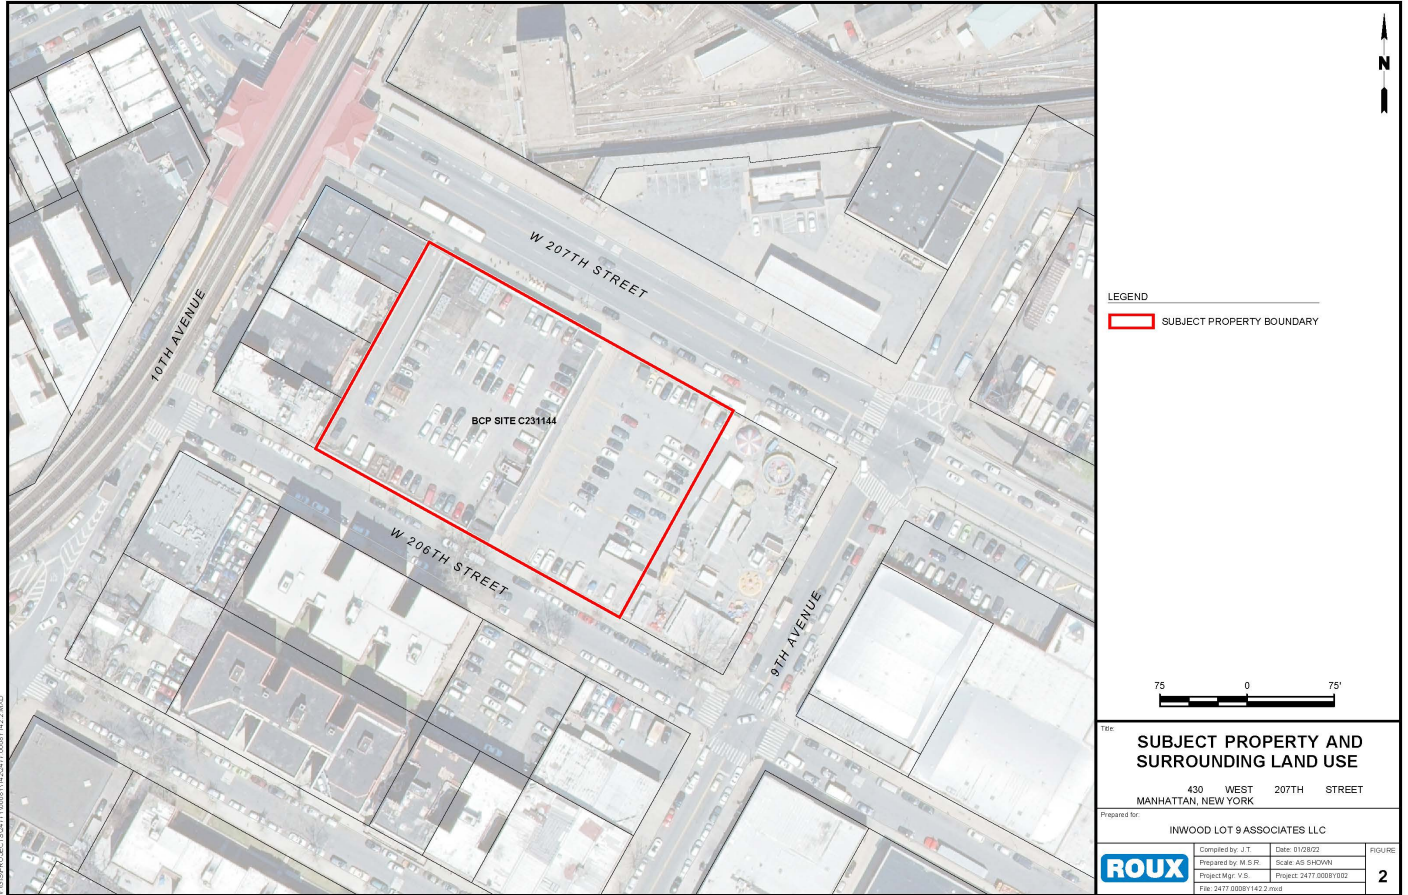 N
W 207TH STREET
10TH AVENUE
BCP SITE C231144
W 206TH STREET
9TH AVENUE
LEGEND
SUBJECT PROPERTY BOUNDARY
75 0 75'
Title:
SUBJECT PROPERTY AND
SURROUNDING LAND USE
430 WEST 207TH STREET
MANHATTAN, NEW YORK
Prepared for:
INWOOD LOT 9 ASSOCIATES LLC
ROUX
Compiled by: J.T. Date: 01/28/22 FIGURE
Prepared by: M.S.R. Scale: AS SHOWN
Project Mgr: V.S. Project: 2477.0008Y002
File: 2477.0008Y142.2.mxd
2